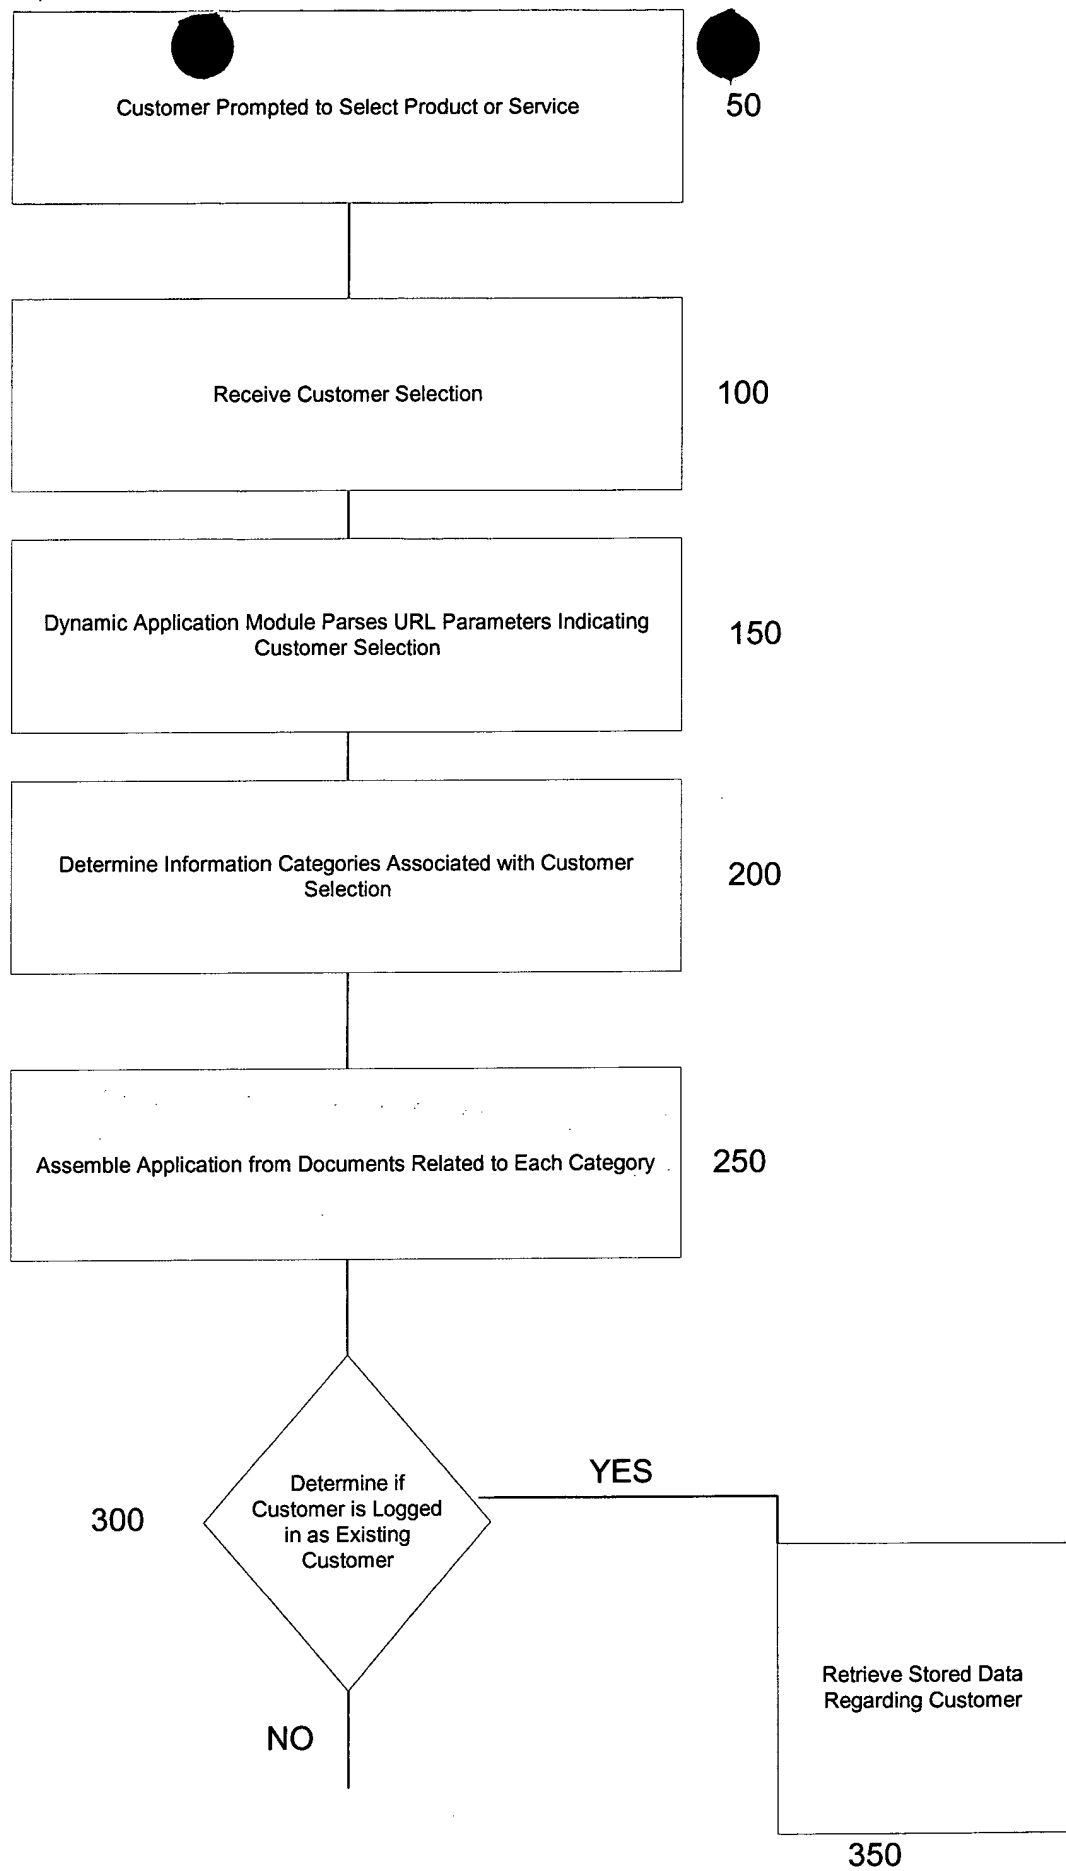 Customer Prompted to Select Product or Service
50
Receive Customer Selection
100
Dynamic Application Module Parses URL Parameters Indicating
Customer Selection
150
Determine Information Categories Associated with Customer
Selection
200
Assemble Application from Documents Related to Each Category
250
Determine if
Customer is Logged
in as Existing
Customer
300
YES
NO
Retrieve Stored Data
Regarding Customer
350